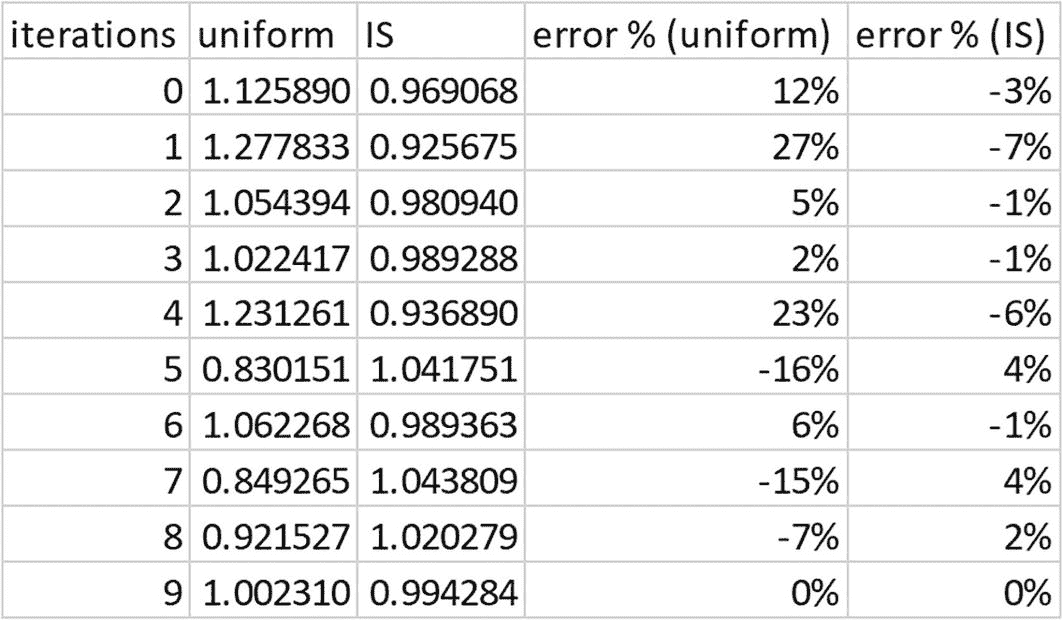 iterations uniform IS error % (uniform) error % (IS)
0 1.125890 0.969068 12% -3%
1 1.277833 0.925675 27% -7%
2 1.054394 0.980940 5% -1%
3 1.022417 0.989288 2% -1%
4 1.231261 0.936890 23% -6%
5 0.830151 1.041751 -16% 4%
6 1.062268 0.989363 6% -1%
7 0.849265 1.043809 -15% 4%
8 0.921527 1.020279 -7% 2%
9 1.002310 0.994284 0% 0%